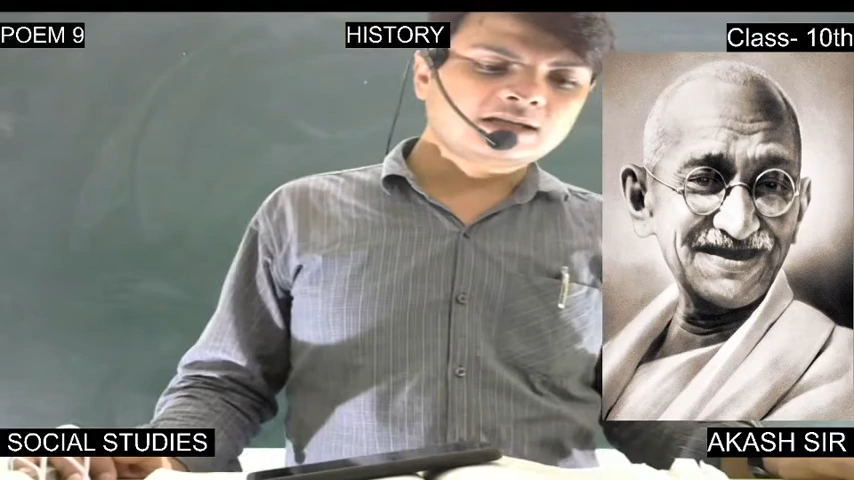 POEM 9
HISTORY
Class- 10th
SOCIAL STUDIES
AKASH SIR